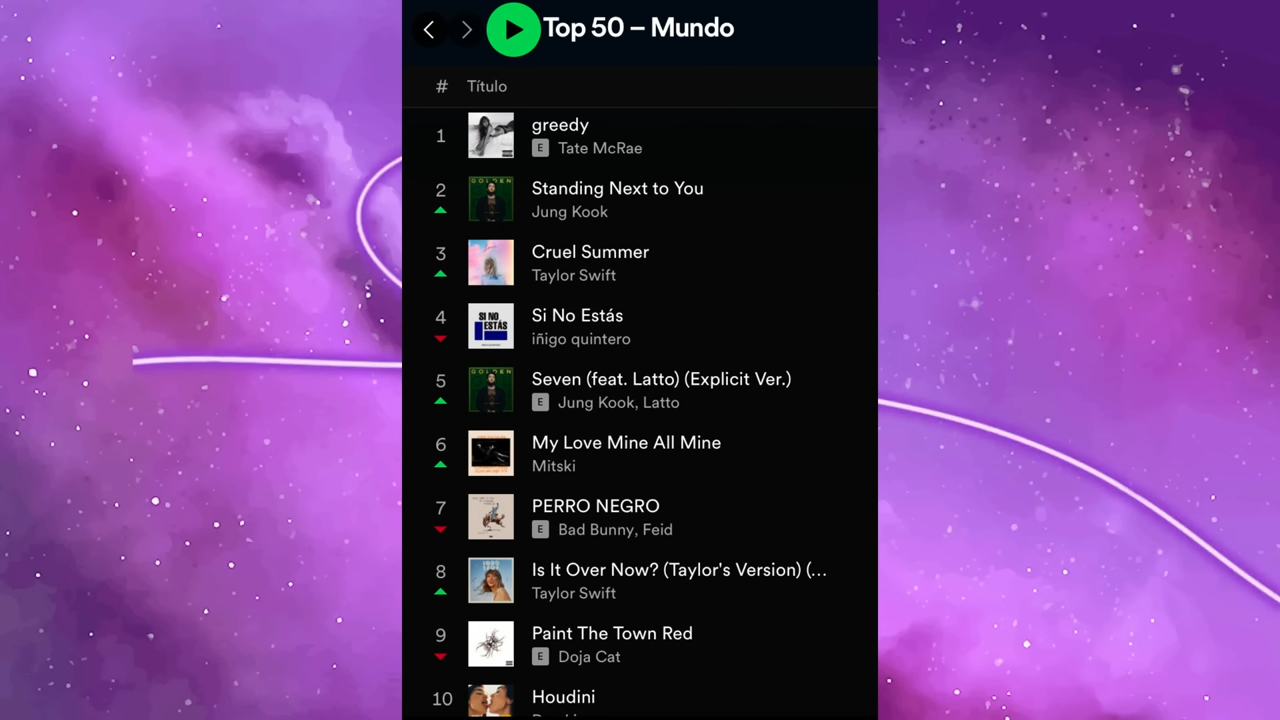 Top 50 – Mundo
# Título
1
greedy
E Tate McRae
2
Standing Next to You
Jung Kook
3
Cruel Summer
Taylor Swift
4
SI NO ESTÁS
Si No Estás
iñigo quintero
5
Seven (feat. Latto) (Explicit Ver.)
E Jung Kook, Latto
6
My Love Mine All Mine
Mitski
7
PERRO NEGRO
E Bad Bunny, Feid
8
Is It Over Now? (Taylor's Version) (...
Taylor Swift
9
Paint The Town Red
E Doja Cat
10
Houdini